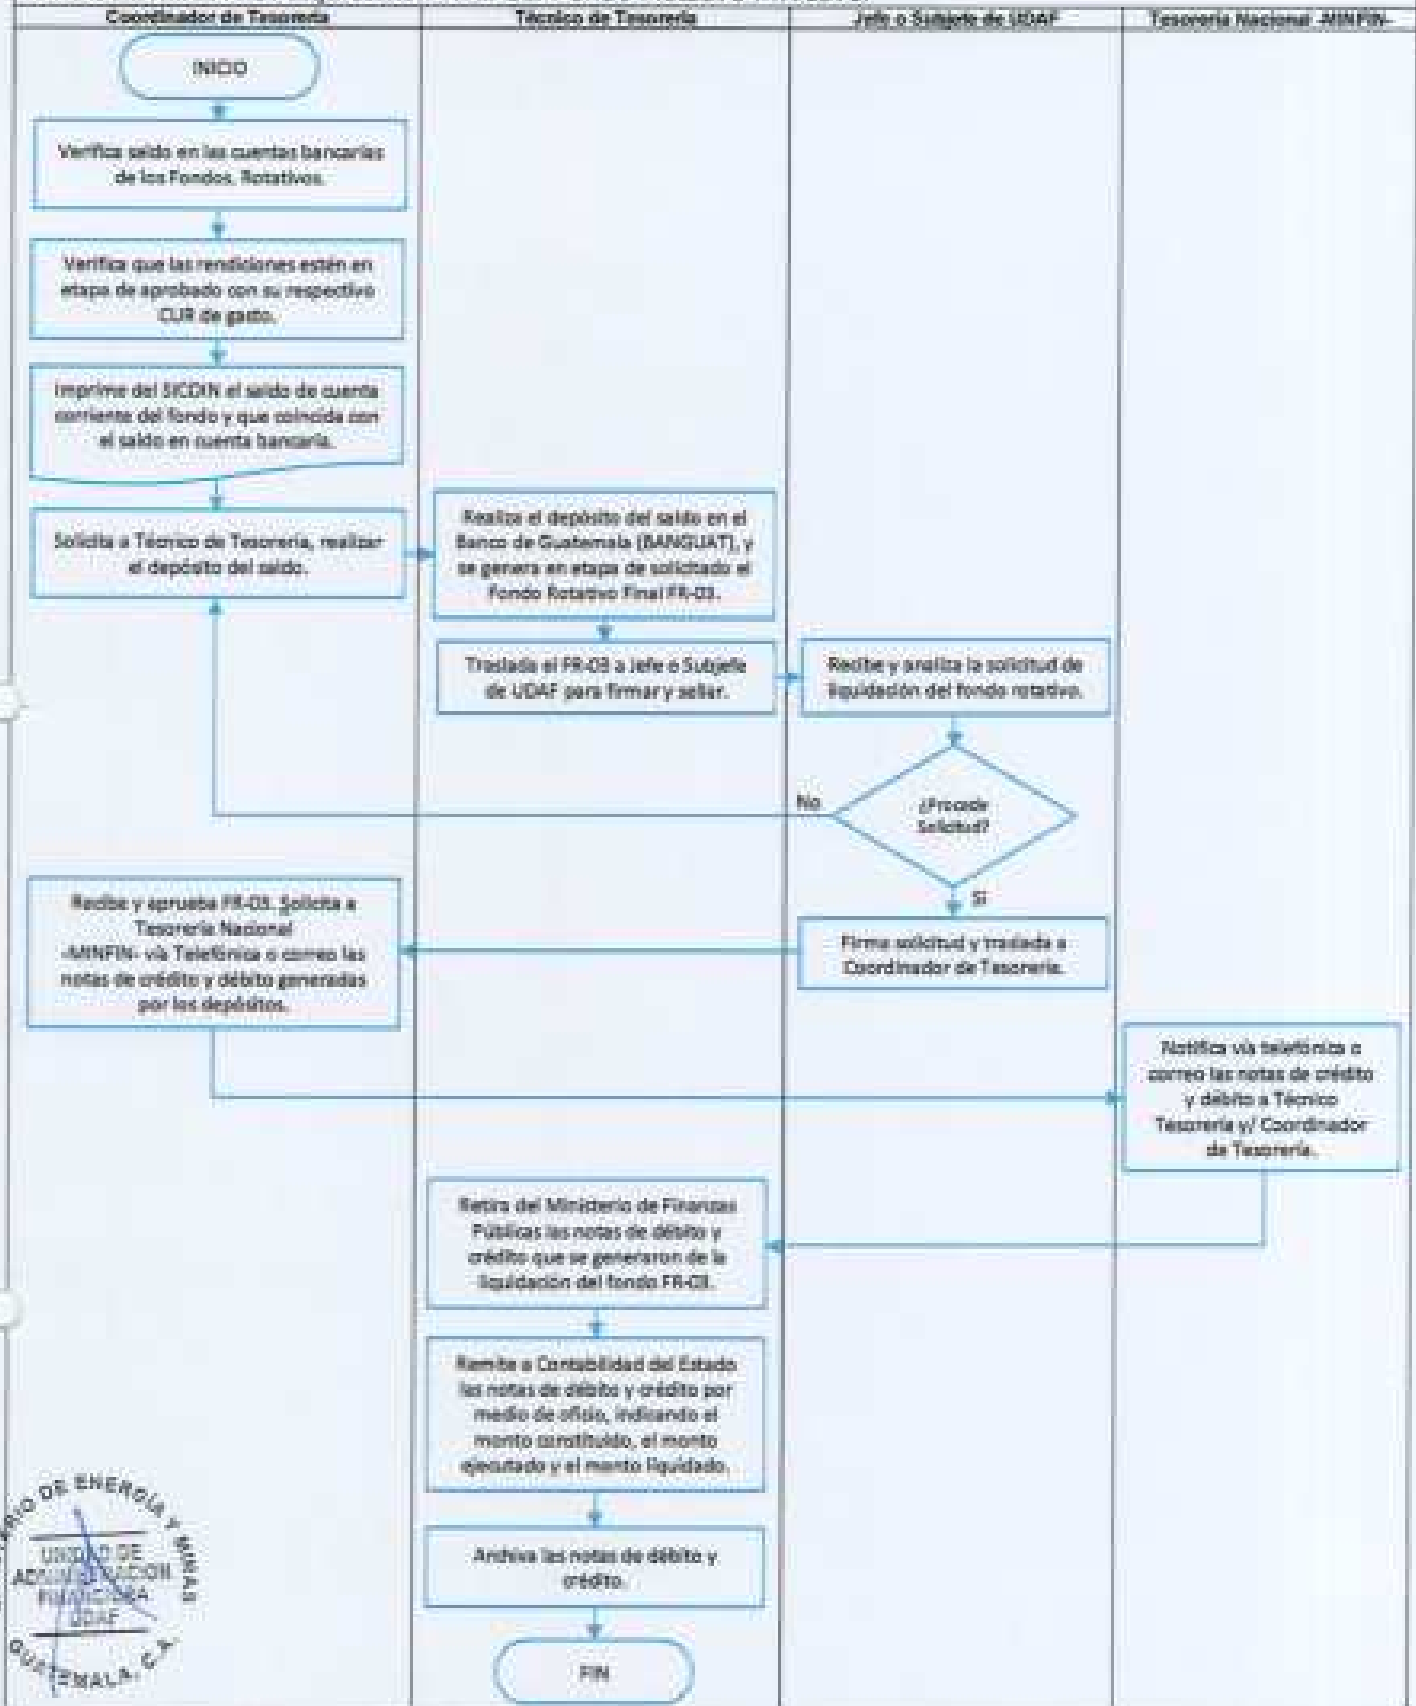 Coordinador de Tesorería
Técnico de Tesorería
Jefe o Subjefe de UDAF
Tesorería Nacional -MINFIN-
INICIO
Verifica saldo en las cuentas bancarias
de los Fondos. Rotativos.
Verifica que las rendiciones estén en
etapa de aprobado con su respectivo
CUR de gasto.
Imprime del SICOIN el saldo de cuenta
corriente del fondo y que coincida con
el saldo en cuenta bancaria.
Solicita a Técnico de Tesorería, realizar
el depósito del saldo.
Realiza el depósito del saldo en el
Banco de Guatemala (BANGUAT), y
se genera en etapa de solicitado el
Fondo Rotativo Final FR-03.
Traslada el FR-03 a Jefe o Subjefe
de UDAF para firmar y sellar.
Recibe y analiza la solicitud de
liquidación del fondo rotativo.
¿Procede
Solicitud?
No
Si
Firma solicitud y traslada a
Coordinador de Tesorería.
Recibe y aprueba FR-03. Solicita a
Tesorería Nacional
-MINFIN- vía Telefónica o correo las
notas de crédito y débito generadas
por los depósitos.
Notifica vía telefónica o
correo las notas de crédito
y débito a Técnico
Tesorería y/ Coordinador
de Tesorería.
Retira del Ministerio de Finanzas
Públicas las notas de débito y
crédito que se generaron de la
liquidación del fondo FR-03.
Remite a Contabilidad del Estado
las notas de débito y crédito por
medio de oficio, indicando el
monto constituido, el monto
ejecutado y el monto liquidado.
Archiva las notas de débito y
crédito.
FIN
DE ENERGÍA Y MINAS
UNIDAD DE
ADMINISTRACION
FINANCIERA
UDAF
GUATEMALA, C.A.